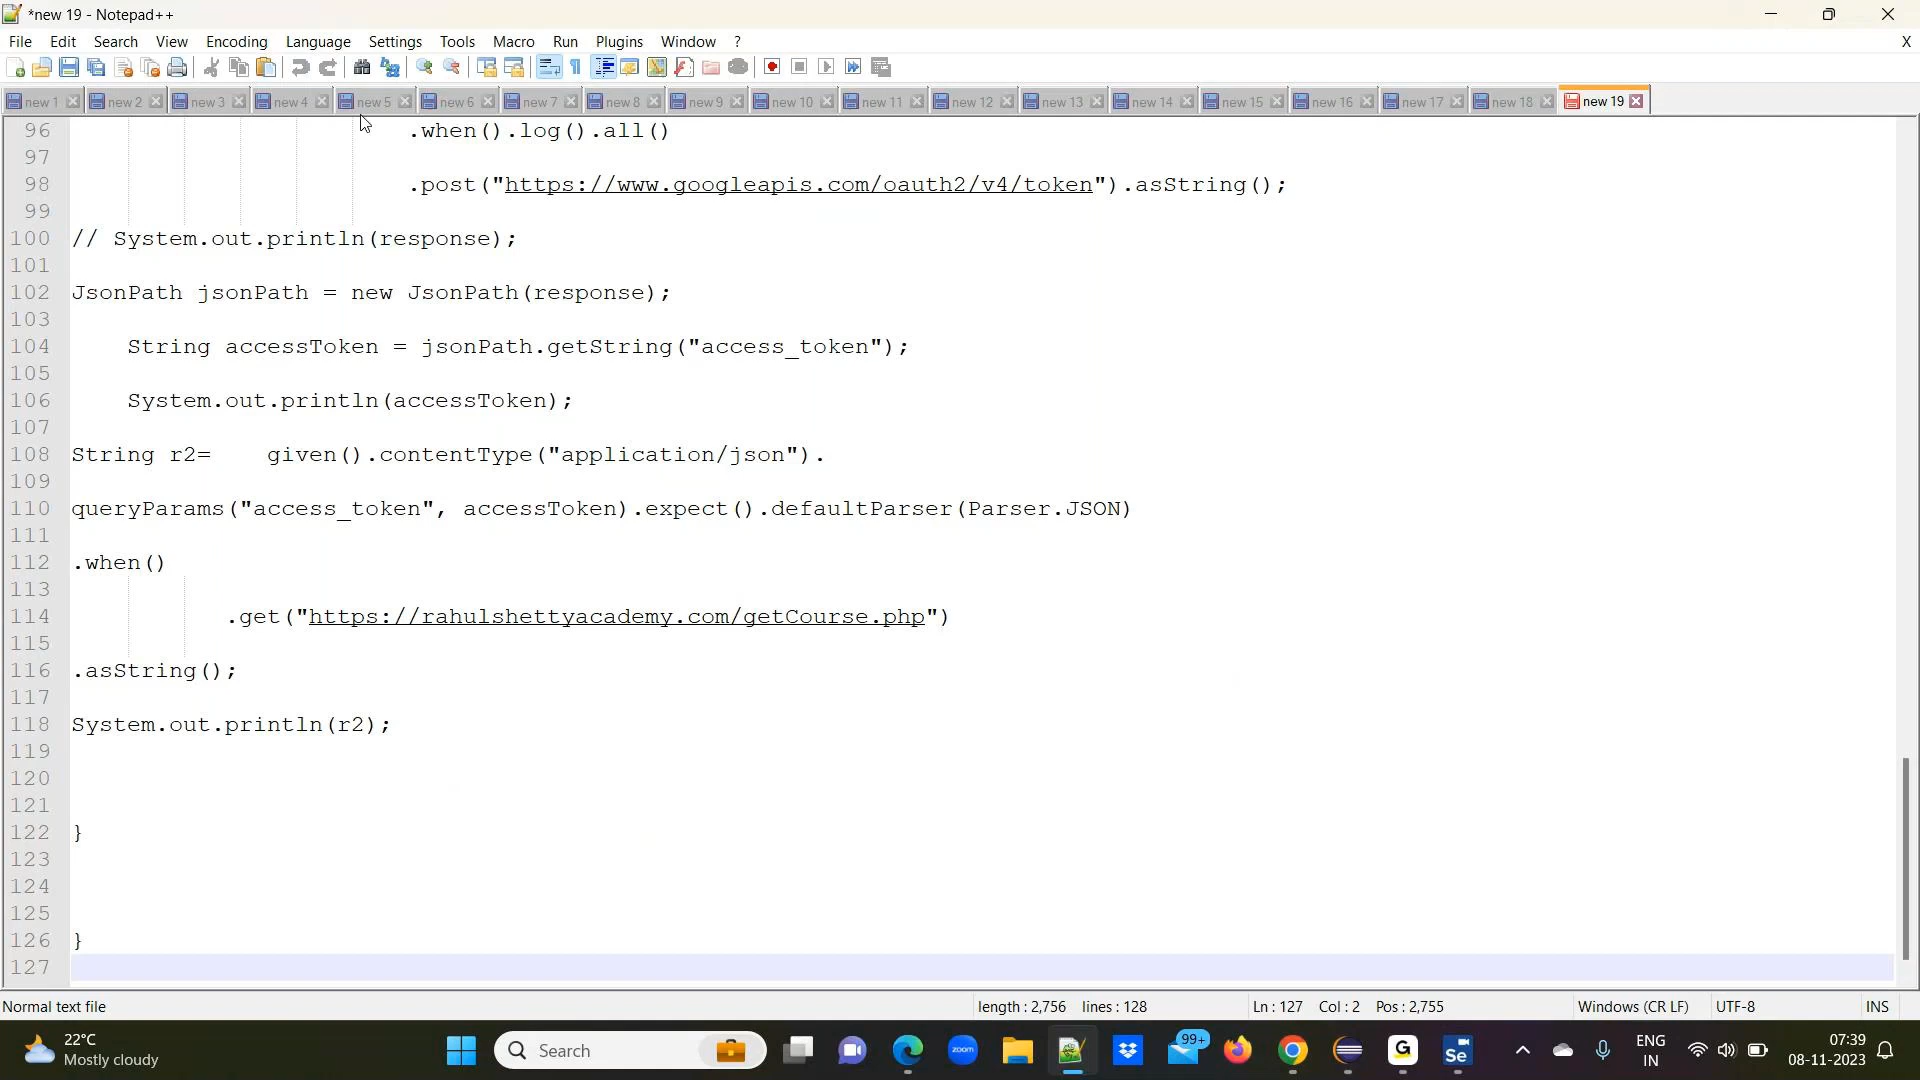 *new 19 - Notepad++
File Edit Search View Encoding Language Settings Tools Macro Run Plugins Window ? X
new 1 new 2 new 3 new 4 new 5 new 6 new 7 new 8 new 9 new 10 new 11 new 12 new 13 new 14 new 15 new 16 new 17 new 18 new 19
96 .when().log().all()
97
98 .post("https://www.googleapis.com/oauth2/v4/token").asString();
99
100 // System.out.println(response);
101
102 JsonPath jsonPath = new JsonPath(response);
103
104 String accessToken = jsonPath.getString("access_token");
105
106 System.out.println(accessToken);
107
108 String r2= given().contentType("application/json").
109
110 queryParams("access_token", accessToken).expect().defaultParser(Parser.JSON)
111
112 .when()
113
114 .get("https://rahulshettyacademy.com/getCourse.php")
115
116 .asString();
117
118 System.out.println(r2);
119
120
121
122 }
123
124
125
126 }
127
Normal text file length : 2,756 lines : 128 Ln : 127 Col : 2 Pos : 2,755 Windows (CR LF) UTF-8 INS
22°C
Mostly cloudy
Search
zoom
99+
G
Se
ENG
IN
07:39
08-11-2023